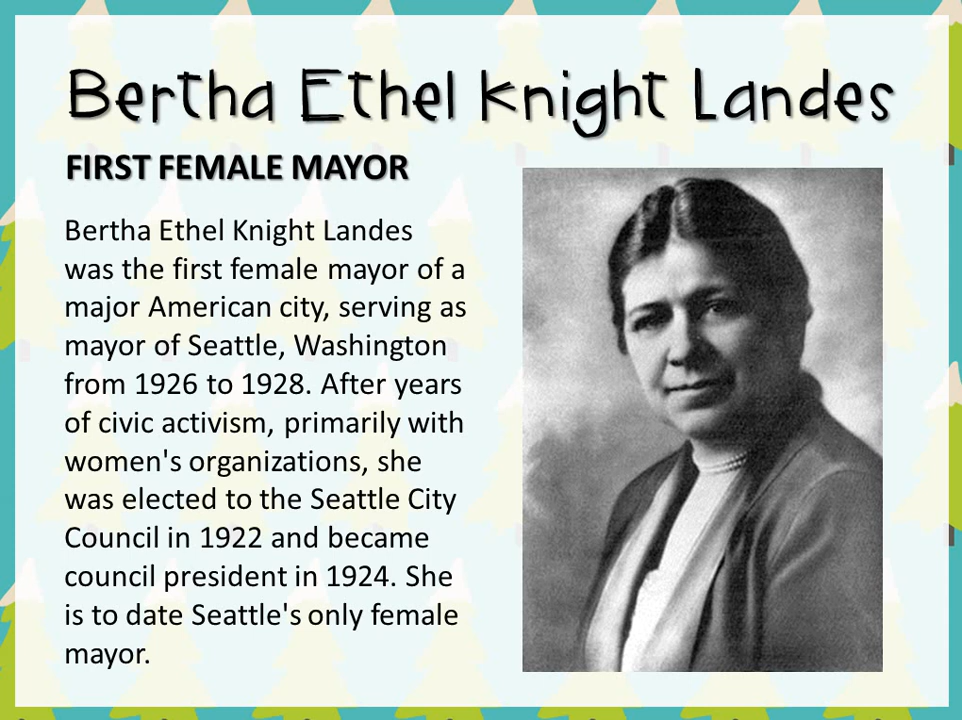 Bertha Ethel Knight Landes
FIRST FEMALE MAYOR
Bertha Ethel Knight Landes
was the first female mayor of a
major American city, serving as
mayor of Seattle, Washington
from 1926 to 1928. After years
of civic activism, primarily with
women's organizations, she
was elected to the Seattle City
Council in 1922 and became
council president in 1924. She
is to date Seattle's only female
mayor.